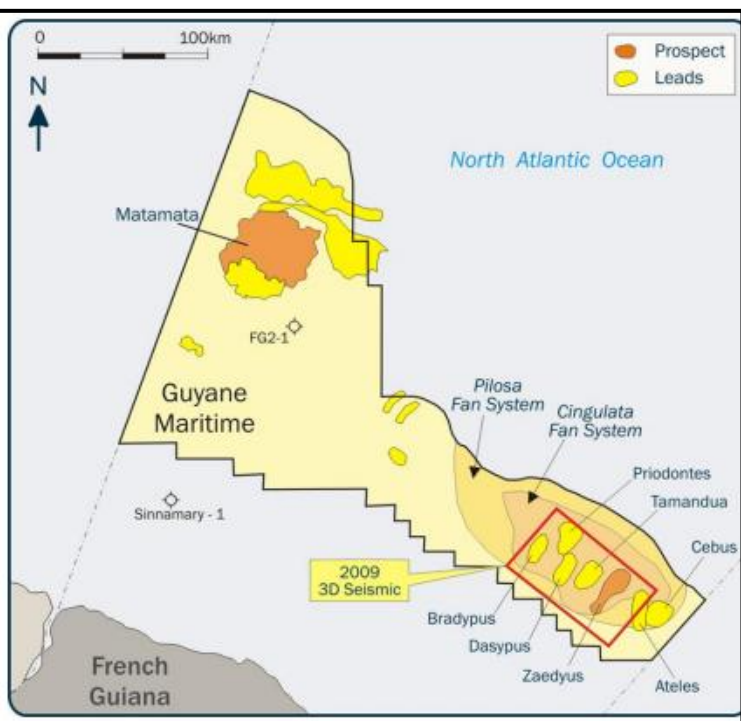 0 100km
N
Prospect
Leads
North Atlantic Ocean
Matamata
FG2-1
Guyane
Maritime
Pilosa
Fan System
Cingulata
Fan System
Priodontes
Tamandua
Sinnamary - 1
Cebus
2009
3D Seismic
Bradypus
Dasypus
Zaedyus
Ateles
French
Guiana